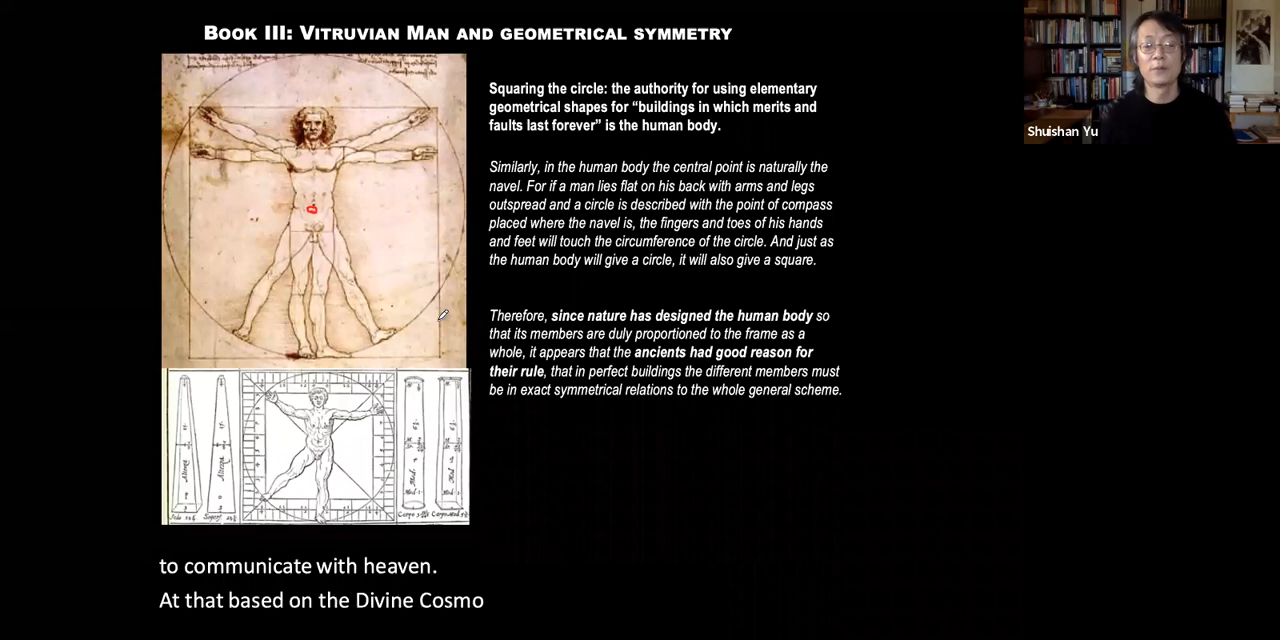 BOOK III: VITRUVIAN MAN AND GEOMETRICAL SYMMETRY
Squaring the circle: the authority for using elementary
geometrical shapes for “buildings in which merits and
faults last forever” is the human body.
Similarly, in the human body the central point is naturally the
navel. For if a man lies flat on his back with arms and legs
outspread and a circle is described with the point of compass
placed where the navel is, the fingers and toes of his hands
and feet will touch the circumference of the circle. And just as
the human body will give a circle, it will also give a square.
Therefore, since nature has designed the human body so
that its members are duly proportioned to the frame as a
whole, it appears that the ancients had good reason for
their rule, that in perfect buildings the different members must
be in exact symmetrical relations to the whole general scheme.
Shuishan Yu
to communicate with heaven.
At that based on the Divine Cosmo